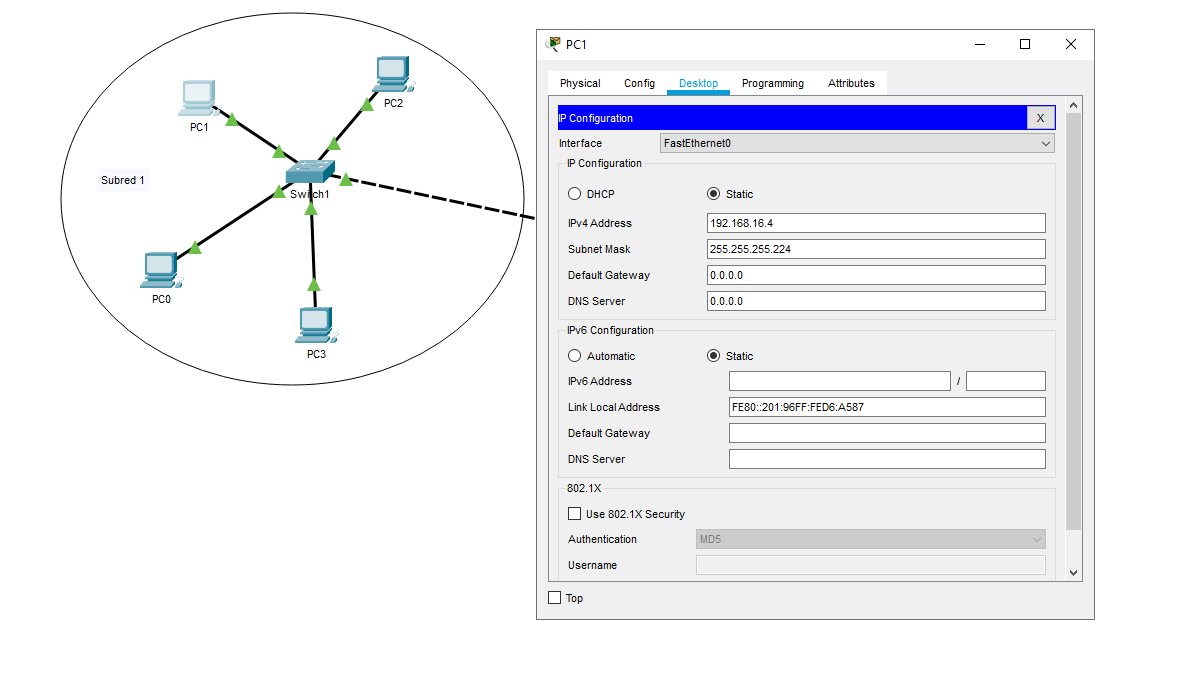 PC2
PC1
Subred 1
Switch1
PC0
PC3
PC1
Physical Config Desktop Programming Attributes
IP Configuration X
Interface FastEthernet0
IP Configuration
DHCP Static
IPv4 Address 192.168.16.4
Subnet Mask 255.255.255.224
Default Gateway 0.0.0.0
DNS Server 0.0.0.0
IPv6 Configuration
Automatic Static
IPv6 Address /
Link Local Address FE80::201:96FF:FED6:A587
Default Gateway
DNS Server
802.1X
Use 802.1X Security
Authentication MD5
Username
Top